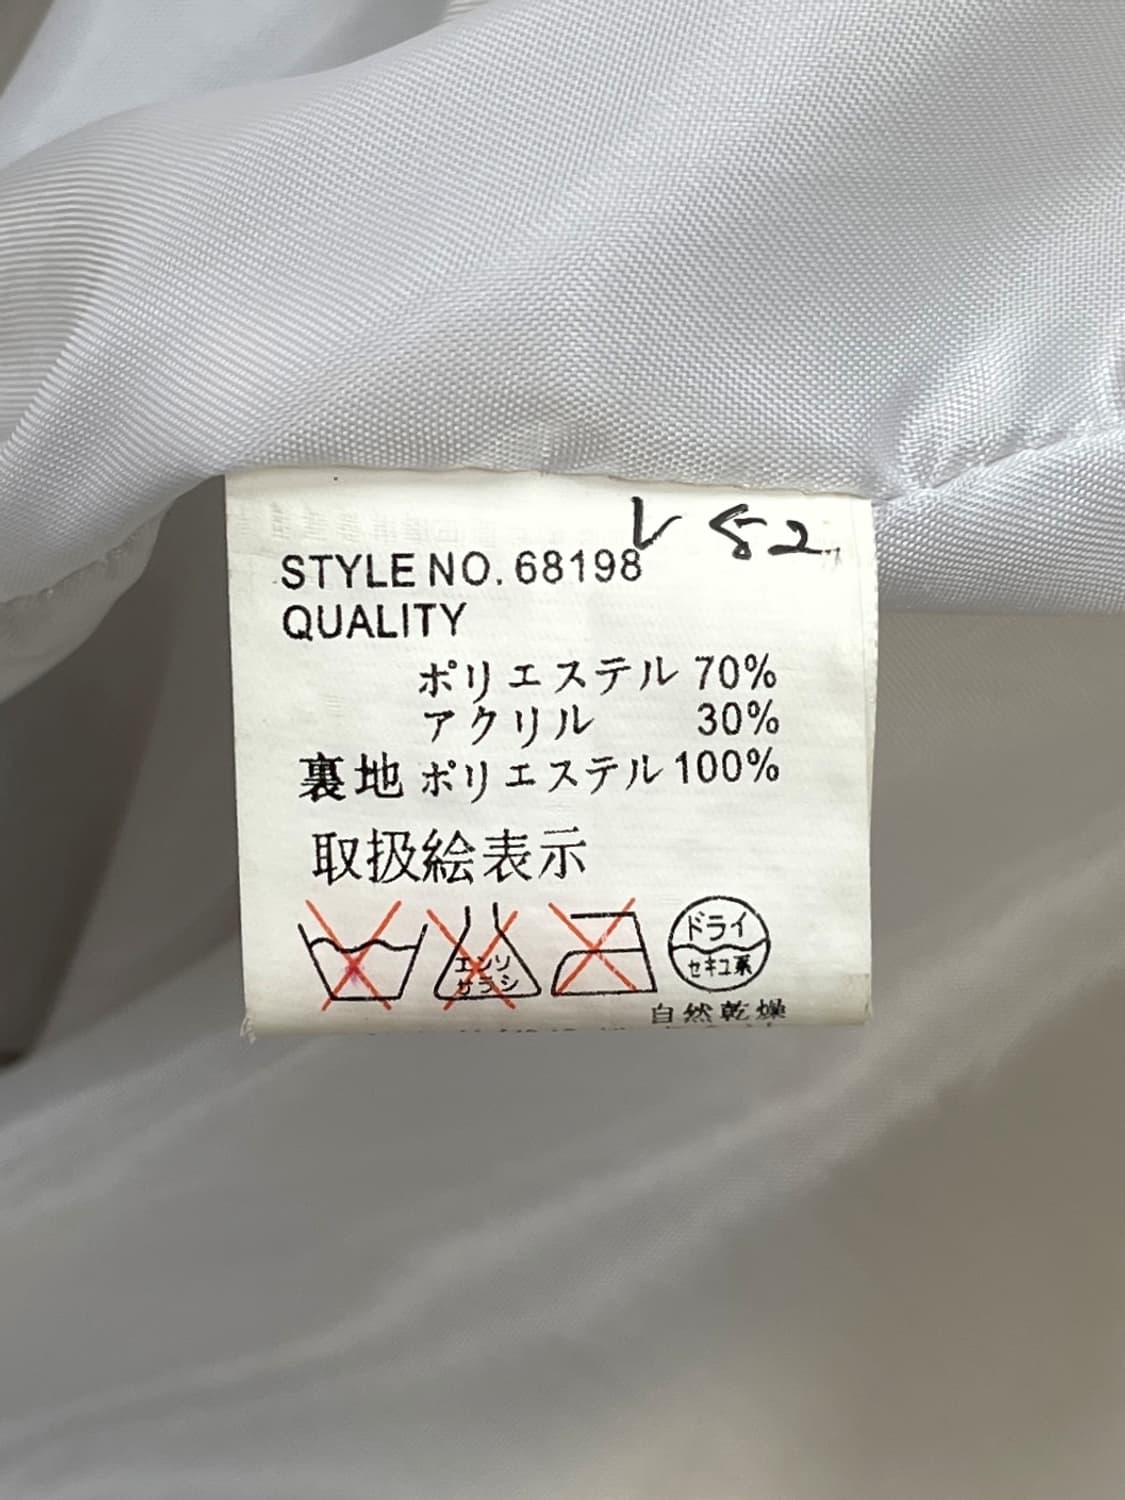 レ 52
STYLE NO. 68198
QUALITY
ポリエステル 70%
アクリル 30%
裏地 ポリエステル 100%
取扱絵表示
エンソ
サラシ
ドライ
セキユ系
自然乾燥